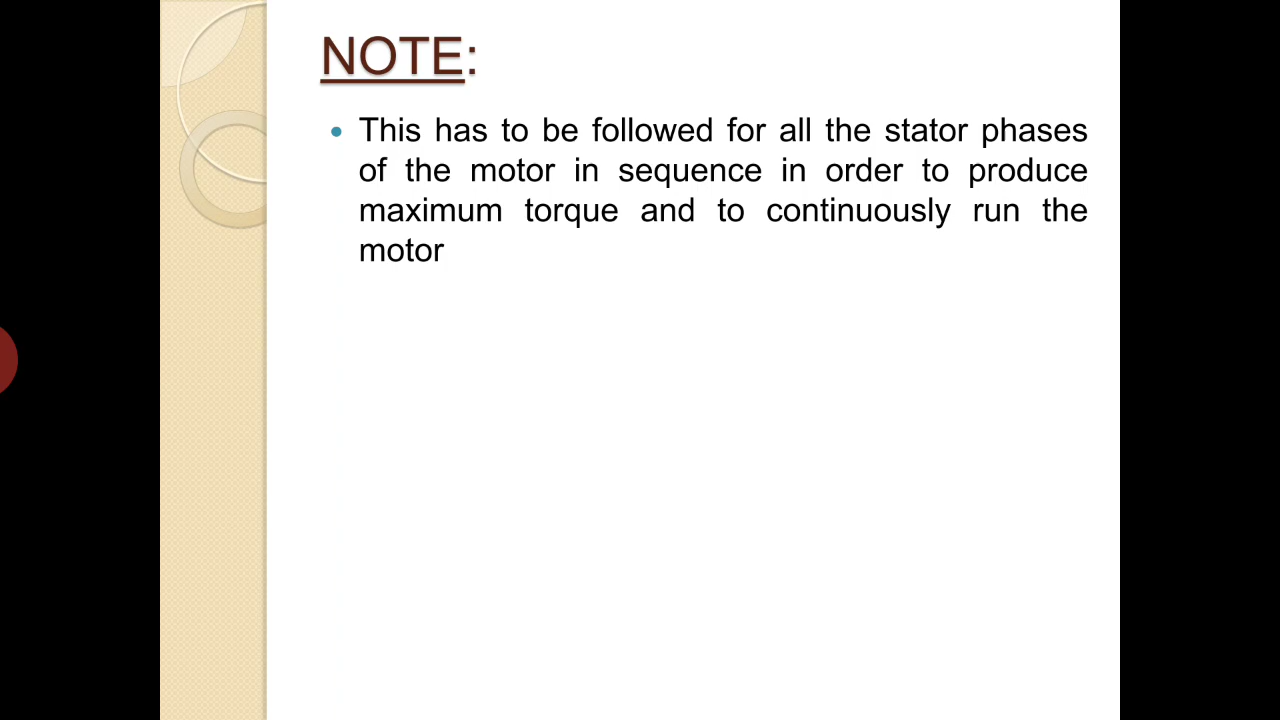 NOTE:
• This has to be followed for all the stator phases
of the motor in sequence in order to produce
maximum torque and to continuously run the
motor